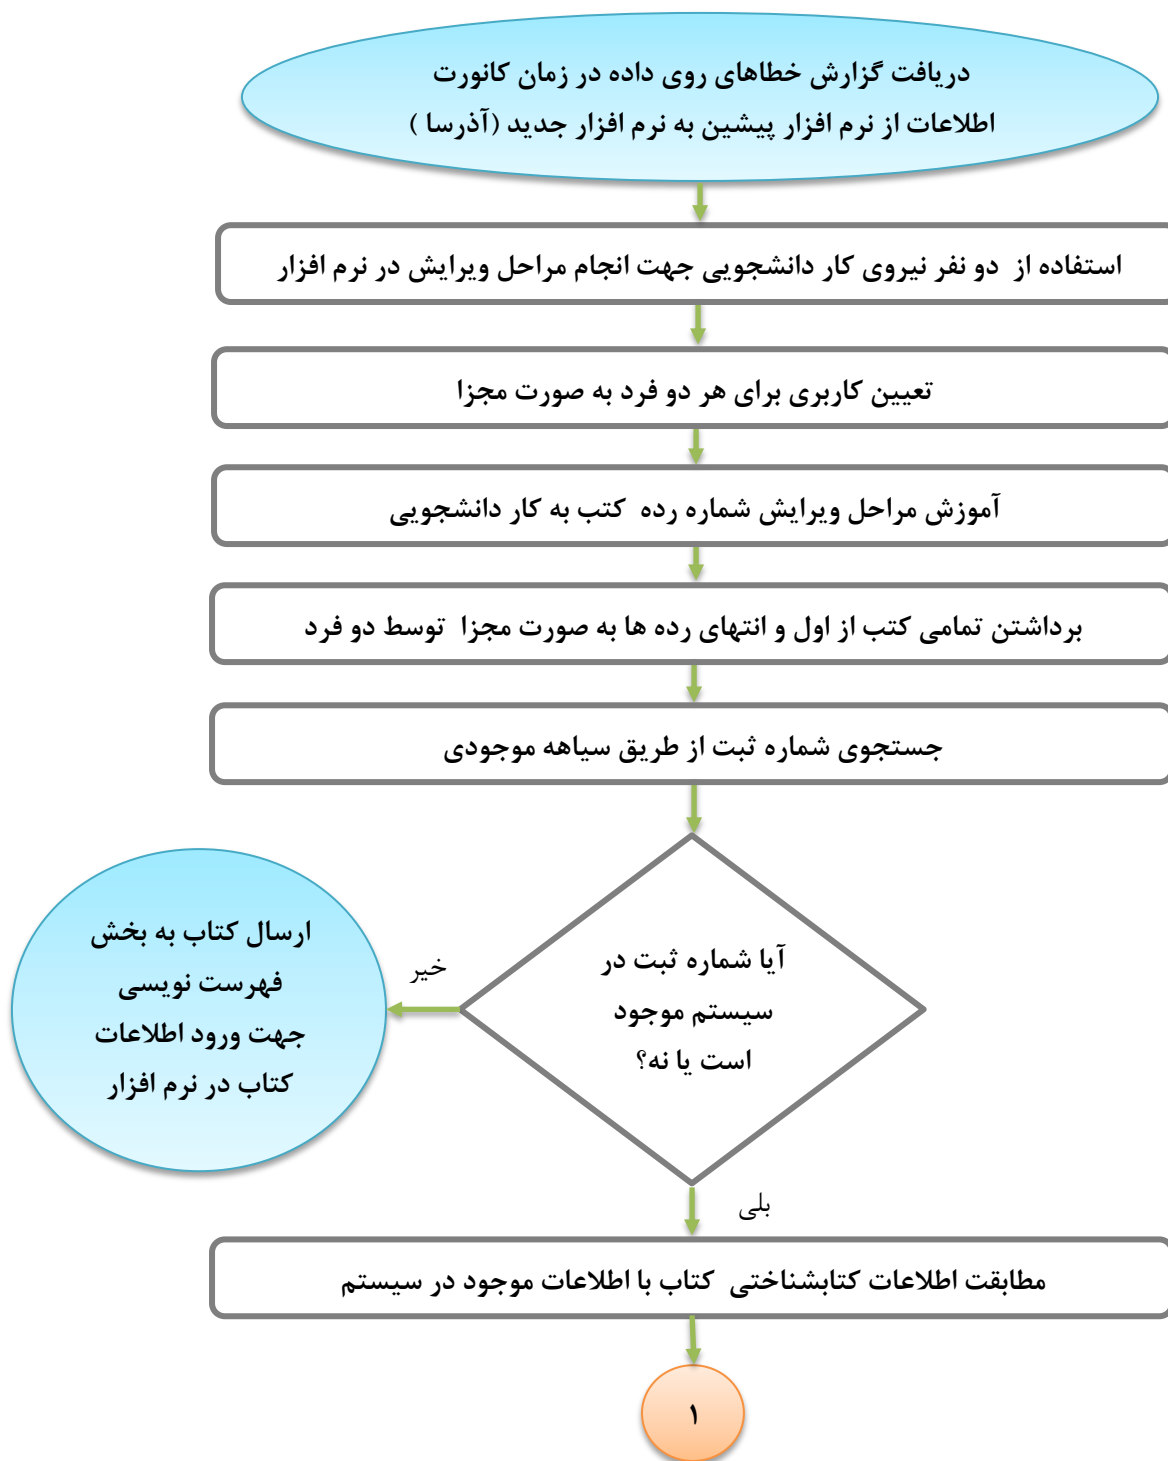 دریافت گزارش خطاهای روی داده در زمان کانورت
اطلاعات از نرم افزار پیشین به نرم افزار جدید (آذرسا )
استفاده از دو نفر نیروی کار دانشجویی جهت انجام مراحل ویرایش در نرم افزار
تعیین کاربری برای هر دو فرد به صورت مجزا
آموزش مراحل ویرایش شماره رده کتب به کار دانشجویی
برداشتن تمامی کتب از اول و انتهای رده ها به صورت مجزا توسط دو فرد
جستجوی شماره ثبت از طریق سیاهه موجودی
آیا شماره ثبت در
سیستم موجود
است یا نه؟
خیر
ارسال کتاب به بخش
فهرست نویسی
جهت ورود اطلاعات
کتاب در نرم افزار
بلی
مطابقت اطلاعات کتابشناختی کتاب با اطلاعات موجود در سیستم
۱